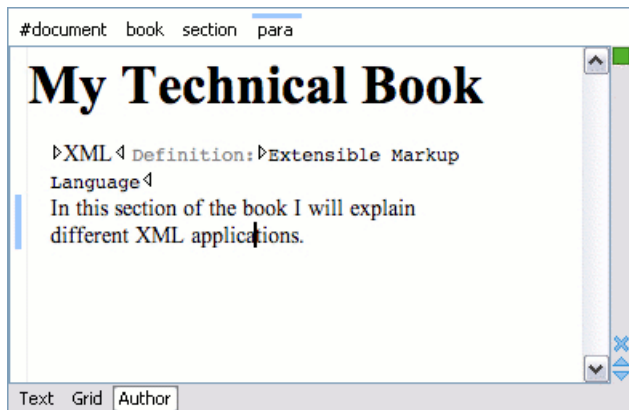 #document book section para
My Technical Book
XML Definition: Extensible Markup
Language
In this section of the book I will explain
different XML applications.
Text Grid Author